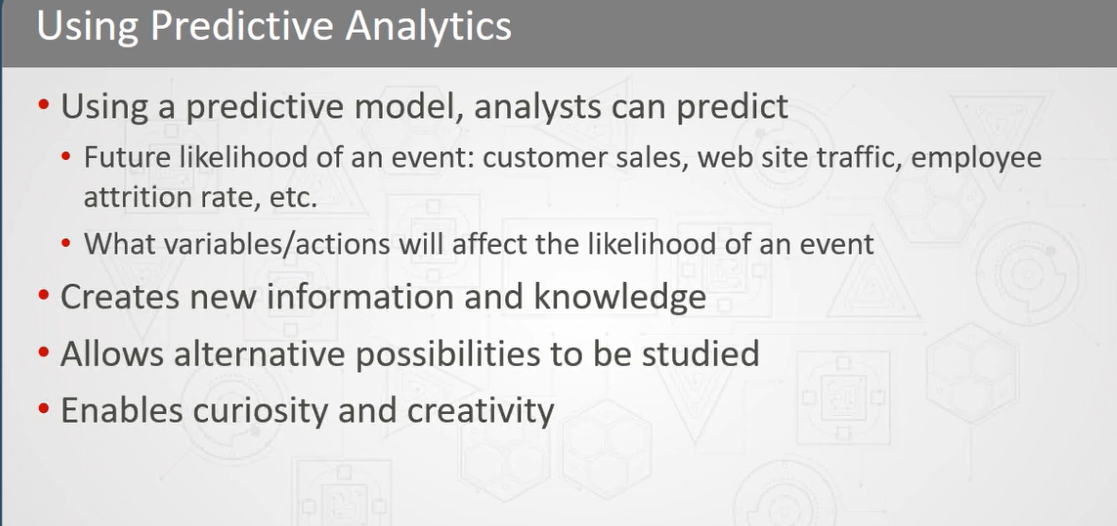 Using Predictive Analytics
• Using a predictive model, analysts can predict
• Future likelihood of an event: customer sales, web site traffic, employee
attrition rate, etc.
• What variables/actions will affect the likelihood of an event
• Creates new information and knowledge
• Allows alternative possibilities to be studied
• Enables curiosity and creativity